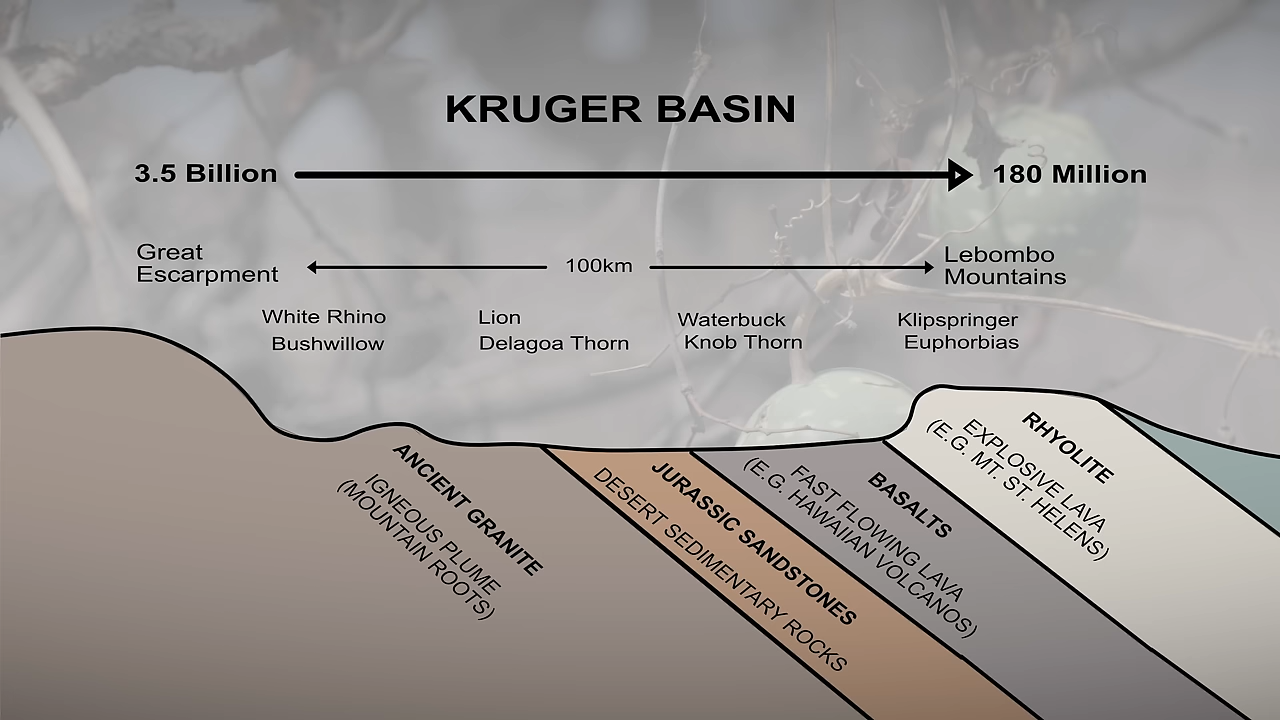 KRUGER BASIN
3.5 Billion
180 Million
Great
Escarpment
100km
Lebombo
Mountains
White Rhino
Bushwillow
Lion
Delagoa Thorn
Waterbuck
Knob Thorn
Klipspringer
Euphorbias
ANCIENT GRANITE
IGNEOUS PLUME
(MOUNTAIN ROOTS)
JURASSIC SANDSTONES
DESERT SEDIMENTARY ROCKS
BASALTS
FAST FLOWING LAVA
(E.G. HAWAIIAN VOLCANOS)
RHYOLITE
EXPLOSIVE LAVA
(E.G. MT. ST. HELENS)